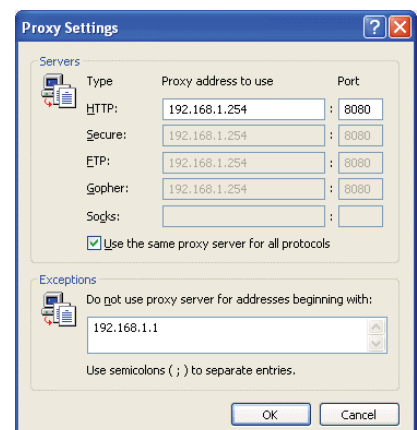 Proxy Settings
Servers
Type Proxy address to use Port
HTTP: 192.168.1.254 : 8080
Secure: 192.168.1.254 : 8080
FTP: 192.168.1.254 : 8080
Gopher: 192.168.1.254 : 8080
Socks: :
Use the same proxy server for all protocols
Exceptions
Do not use proxy server for addresses beginning with:
192.168.1.1
Use semicolons ( ; ) to separate entries.
OK Cancel